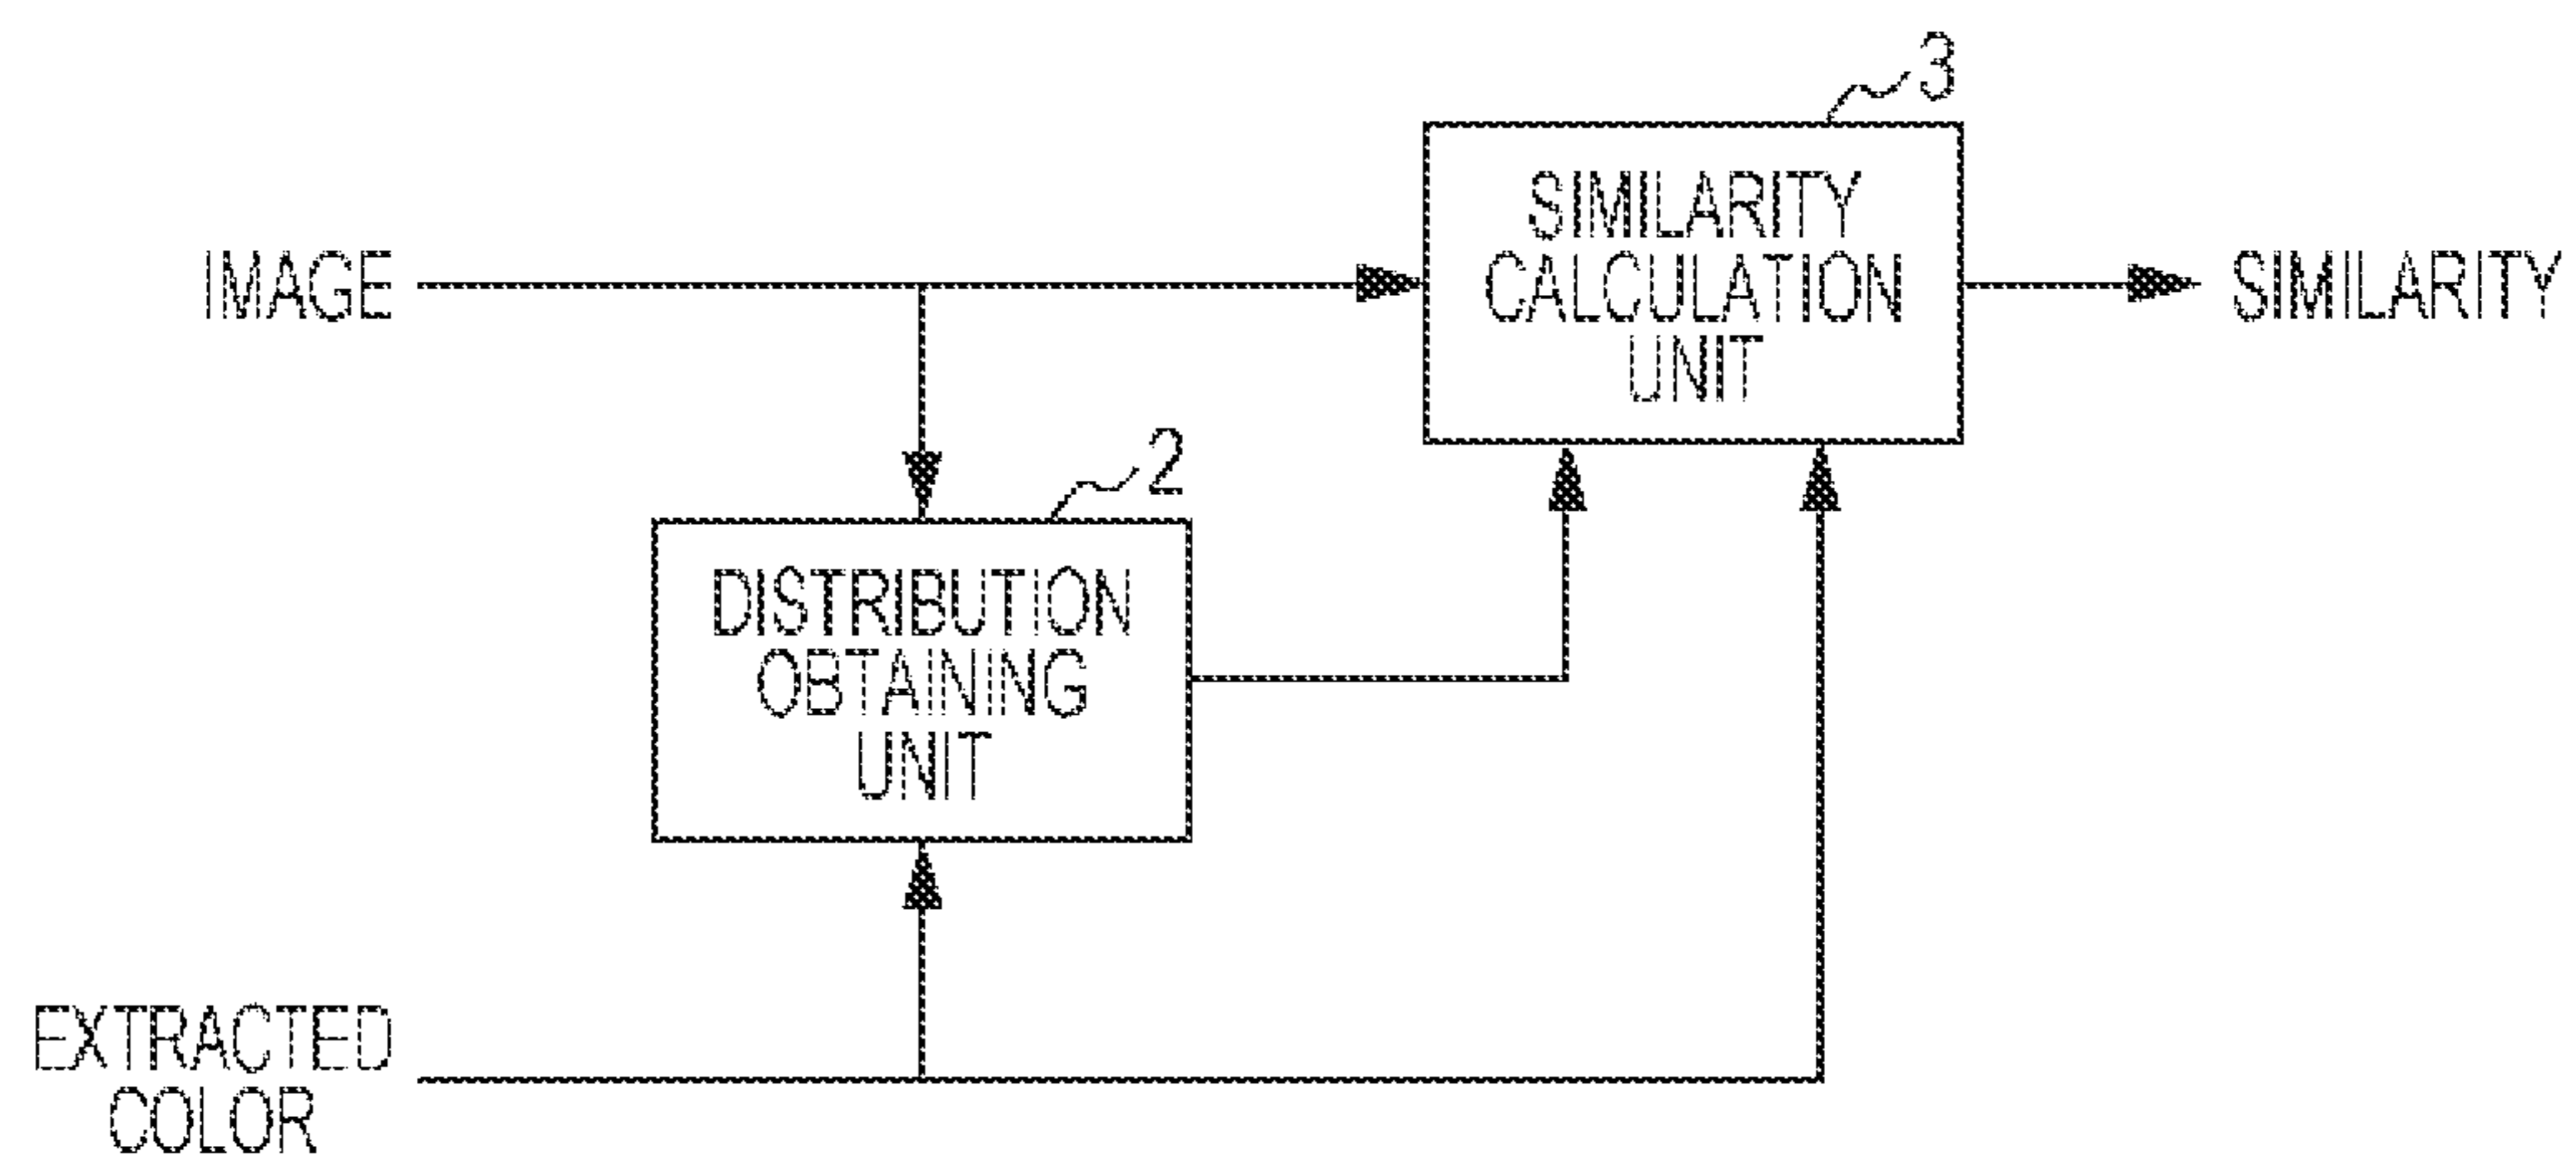 3
SIMILARITY
CALCULATION
UNIT
IMAGE
SIMILARITY
2
DISTRIBUTION
OBTAINING
UNIT
EXTRACTED
COLOR